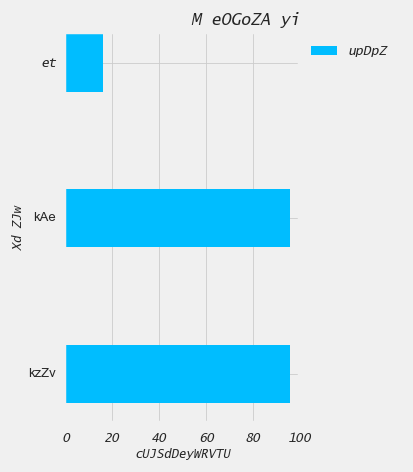 M eOGoZA yi
upDpZ
et
kAe
kzZv
Xd ZJw
0 20 40 60 80 100
cUJSdDeyWRVTU